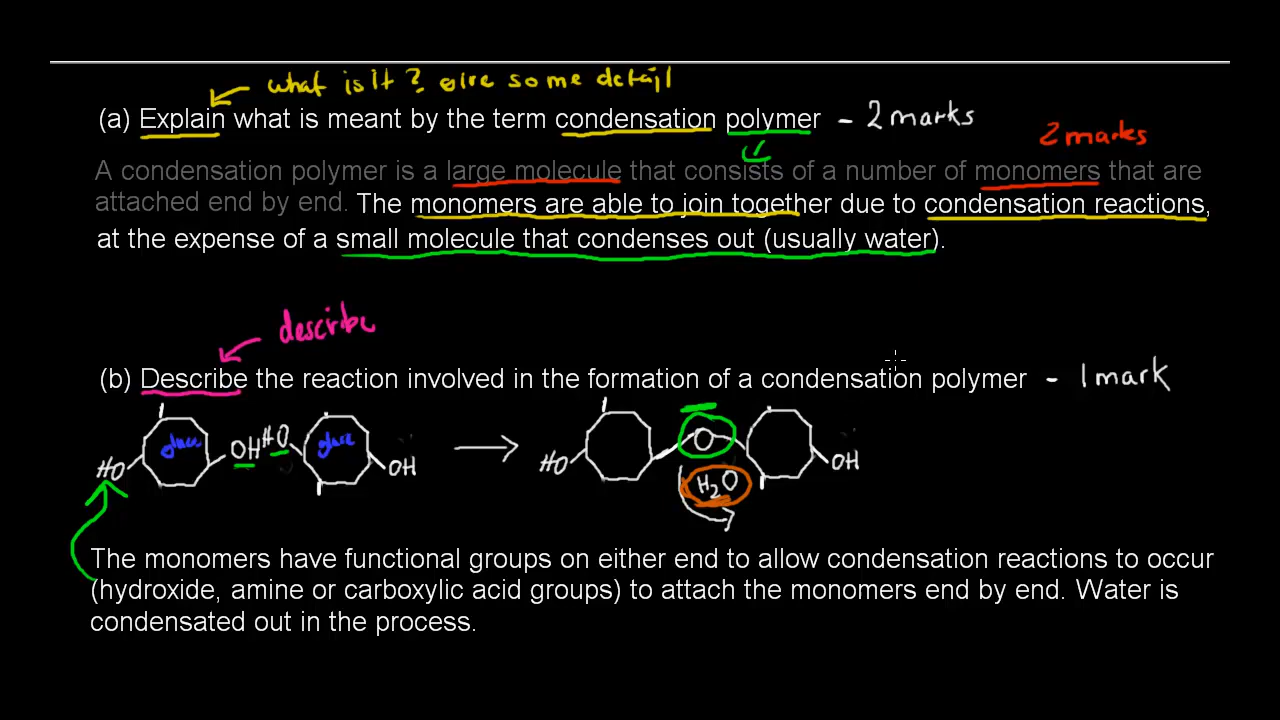 what is it? Give some detail
(a) Explain what is meant by the term condensation polymer - 2 marks
2 marks
A condensation polymer is a large molecule that consists of a number of monomers that are
attached end by end. The monomers are able to join together due to condensation reactions,
at the expense of a small molecule that condenses out (usually water).
describe
(b) Describe the reaction involved in the formation of a condensation polymer - 1 mark
HO OH HO OH HO O OH
H₂O
The monomers have functional groups on either end to allow condensation reactions to occur
(hydroxide, amine or carboxylic acid groups) to attach the monomers end by end. Water is
condensated out in the process.